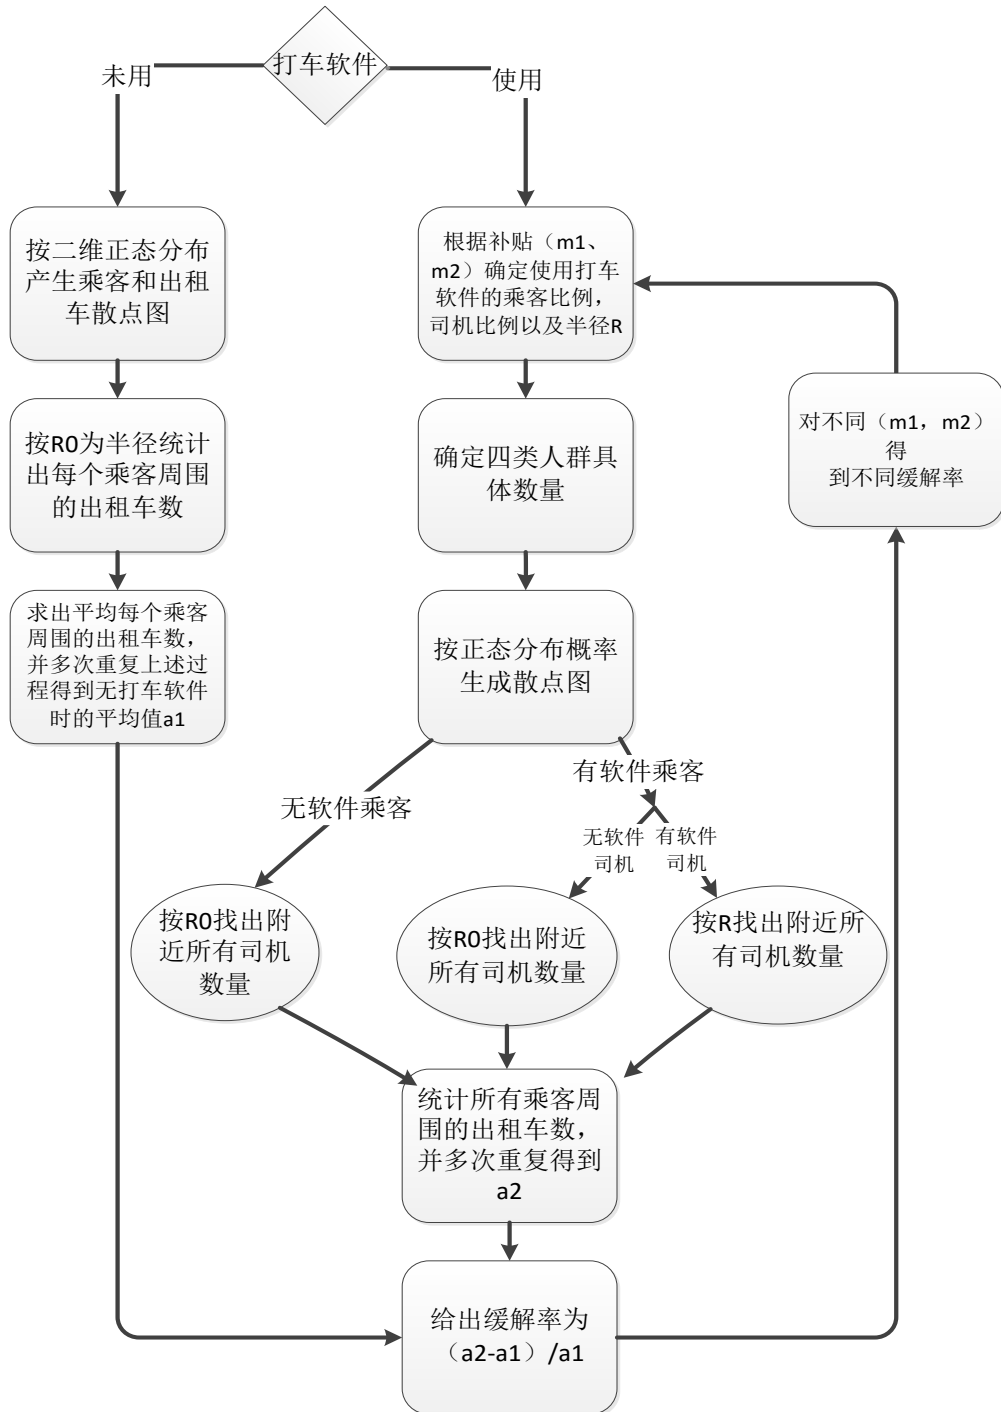 打车软件
未用
使用
按二维正态分布
产生乘客和出租
车散点图
根据补贴（m1、
m2）确定使用打车
软件的乘客比例，
司机比例以及半径R
按R0为半径统计
出每个乘客周围
的出租车数
确定四类人群具
体数量
对不同（m1，m2）
得
到不同缓解率
求出平均每个乘客
周围的出租车数，
并多次重复上述过
程得到无打车软件
时的平均值a1
按正态分布概率
生成散点图
无软件乘客
有软件乘客
无软件
司机
有软件
司机
按R0找出附
近所有司机
数量
按R0找出附近
所有司机数量
按R找出附近所
有司机数量
统计所有乘客周
围的出租车数，
并多次重复得到
a2
给出缓解率为
（a2-a1）/a1